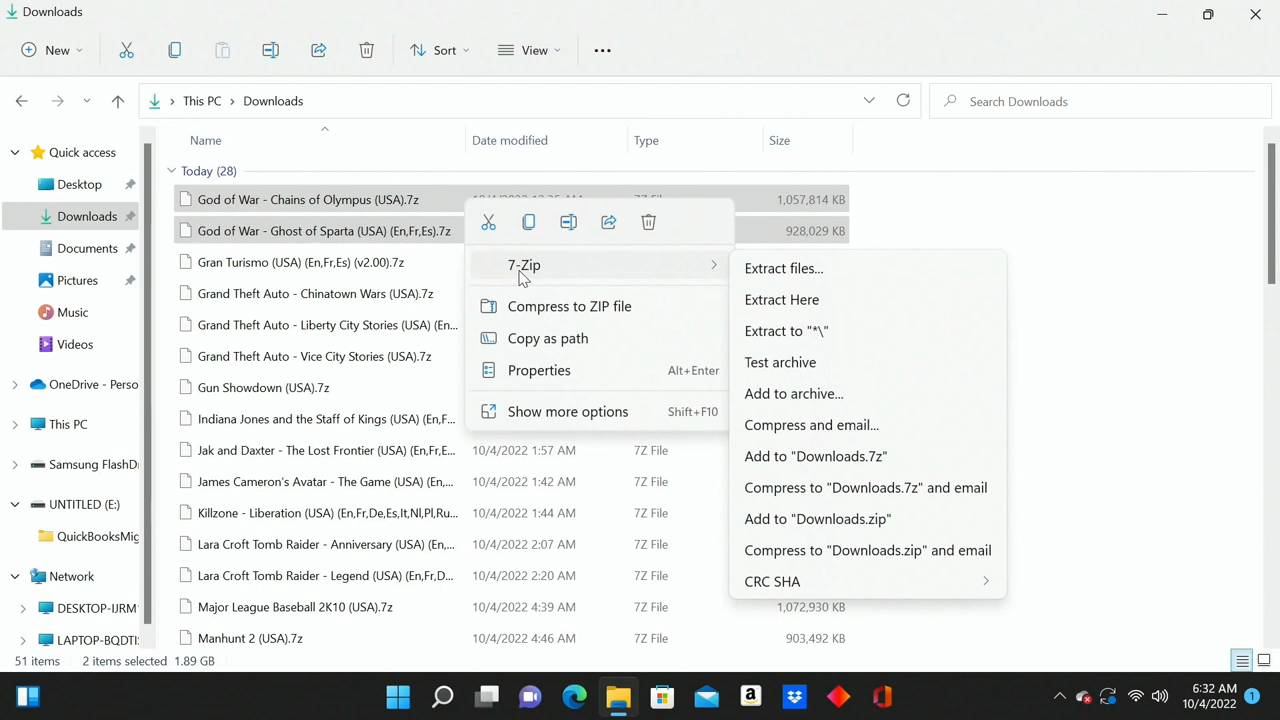 Downloads
New
Sort
View
This PC
Downloads
Search Downloads
Name
Date modified
Type
Size
Quick access
Desktop
Downloads
Documents
Pictures
Music
Videos
OneDrive - Perso
This PC
Samsung FlashDr
UNTITLED (E:)
QuickBooksMig
Network
DESKTOP-IJRM
LAPTOP-BQDTI
Today (28)
God of War - Chains of Olympus (USA).7z 1,057,814 KB
God of War - Ghost of Sparta (USA) (En,Fr,Es).7z 928,029 KB
Gran Turismo (USA) (En,Fr,Es) (v2.00).7z
Grand Theft Auto - Chinatown Wars (USA).7z
Grand Theft Auto - Liberty City Stories (USA) (En...
Grand Theft Auto - Vice City Stories (USA).7z
Gun Showdown (USA).7z
Indiana Jones and the Staff of Kings (USA) (En,F...
Jak and Daxter - The Lost Frontier (USA) (En,Fr,E... 10/4/2022 1:57 AM 7Z File
James Cameron's Avatar - The Game (USA) (En,... 10/4/2022 1:42 AM 7Z File
Killzone - Liberation (USA) (En,Fr,De,Es,It,Nl,Pl,Ru... 10/4/2022 1:44 AM 7Z File
Lara Croft Tomb Raider - Anniversary (USA) (En,... 10/4/2022 2:07 AM 7Z File
Lara Croft Tomb Raider - Legend (USA) (En,Fr,D... 10/4/2022 2:20 AM 7Z File
Major League Baseball 2K10 (USA).7z 10/4/2022 4:39 AM 7Z File 1,072,930 KB
Manhunt 2 (USA).7z 10/4/2022 4:46 AM 7Z File 903,492 KB
7-Zip
Compress to ZIP file
Copy as path
Properties Alt+Enter
Show more options Shift+F10
Extract files...
Extract Here
Extract to "*\"
Test archive
Add to archive...
Compress and email...
Add to "Downloads.7z"
Compress to "Downloads.7z" and email
Add to "Downloads.zip"
Compress to "Downloads.zip" and email
CRC SHA
51 items 2 items selected 1.89 GB
6:32 AM
10/4/2022
1